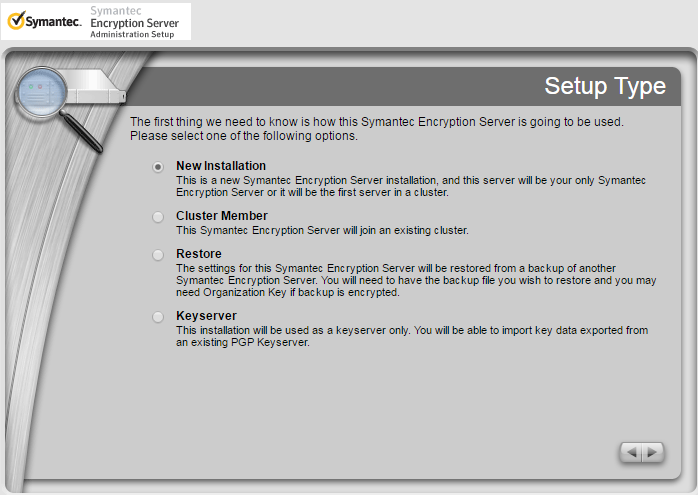 Symantec.
Symantec
Encryption Server
Administration Setup
Setup Type
The first thing we need to know is how this Symantec Encryption Server is going to be used.
Please select one of the following options.
New Installation
This is a new Symantec Encryption Server installation, and this server will be your only Symantec
Encryption Server or it will be the first server in a cluster.
Cluster Member
This Symantec Encryption Server will join an existing cluster.
Restore
The settings for this Symantec Encryption Server will be restored from a backup of another
Symantec Encryption Server. You will need to have the backup file you wish to restore and you may
need Organization Key if backup is encrypted.
Keyserver
This installation will be used as a keyserver only. You will be able to import key data exported from
an existing PGP Keyserver.